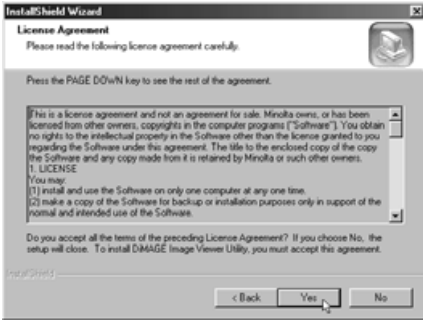 InstallShield Wizard
License Agreement
Please read the following license agreement carefully.
Press the PAGE DOWN key to see the rest of the agreement.
This is a license agreement and not an agreement for sale. Minolta owns, or has been
licensed from other owners, copyrights in the computer programs ("Software"). You obtain
no rights to the intellectual property in the Software other than the license granted to you
regarding the Software under this agreement. The title to the enclosed copy of the copy
the Software and any copy made from it is retained by Minolta or such other owners.
1. LICENSE
You may:
(1) install and use the Software on only one computer at any one time.
(2) make a copy of the Software for backup or installation purposes only in support of the
normal and intended use of the Software.
Do you accept all the terms of the preceding License Agreement? If you choose No, the
setup will close. To install DiMAGE Image Viewer Utility, you must accept this agreement.
InstallShield
< Back Yes No